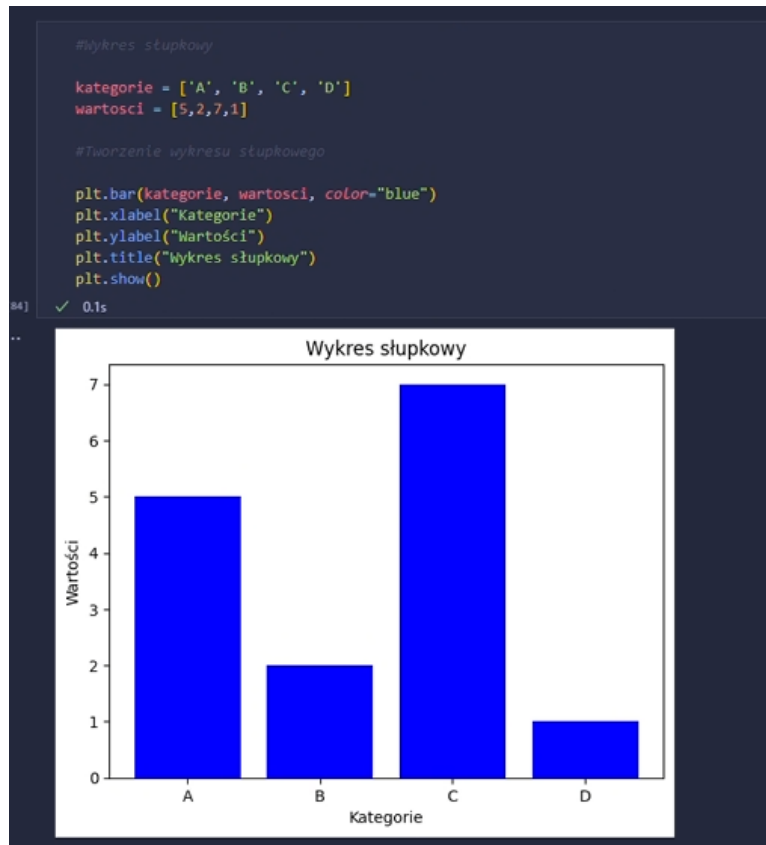 #Wykres słupkowy
kategorie = ['A', 'B', 'C', 'D']
wartosci = [5,2,7,1]
#Tworzenie wykresu słupkowego
plt.bar(kategorie, wartosci, color="blue")
plt.xlabel("Kategorie")
plt.ylabel("Wartości")
plt.title("Wykres słupkowy")
plt.show()
84] ✓ 0.1s
..
Wykres słupkowy
7
6
5
4
3
2
1
0
Wartości
A B C D
Kategorie